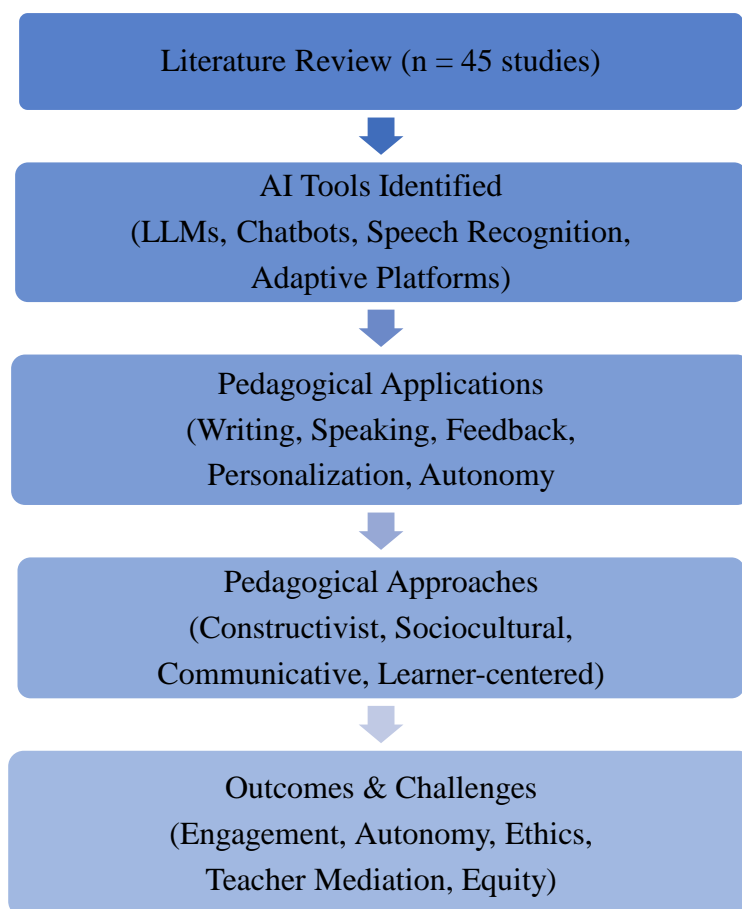 Literature Review (n = 45 studies)
AI Tools Identified
(LLMs, Chatbots, Speech Recognition,
Adaptive Platforms)
Pedagogical Applications
(Writing, Speaking, Feedback,
Personalization, Autonomy
Pedagogical Approaches
(Constructivist, Sociocultural,
Communicative, Learner-centered)
Outcomes & Challenges
(Engagement, Autonomy, Ethics,
Teacher Mediation, Equity)